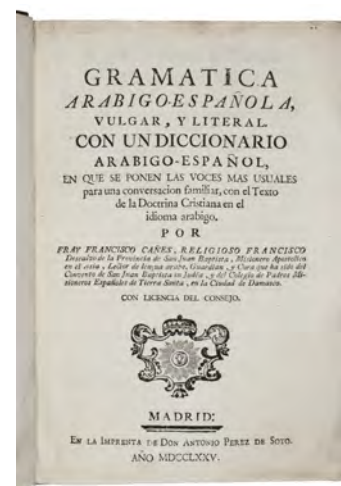 GRAMATICA
ARABIGO-ESPAÑOLA,
VULGAR, Y LITERAL.
CON UN DICCIONARIO
ARABIGO-ESPAÑOL,
EN QUE SE PONEN LAS VOCES MAS USUALES
para una conversacion familiar, con el Texto
de la Doctrina Cristiana en el
idioma arabigo.
POR
FRAY FRANCISCO CAÑES, RELIGIOSO FRANCISCO
Descalzo de la Provincia de San Juan Baptista, Misionero Apostolico
en el Asia, Lector de lengua arabe, Guardian, y Cura que ha sido del
Convento de San Juan Baptista in Judéa, y del Colegio de Padres Mi-
sioneros Españoles de Tierra Santa, en la Ciudad de Damasco.
CON LICENCIA DEL CONSEJO.
MADRID:
EN LA IMPRENTA DE DON ANTONIO PEREZ DE SOTO.
AÑO MDCCLXXV.